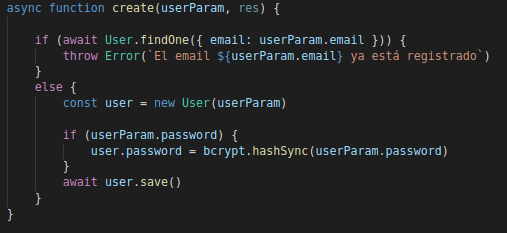 async function create(userParam, res) {
if (await User.findOne({ email: userParam.email })) {
throw Error(`El email ${userParam.email} ya está registrado`)
}
else {
const user = new User(userParam)
if (userParam.password) {
user.password = bcrypt.hashSync(userParam.password)
}
await user.save()
}
}